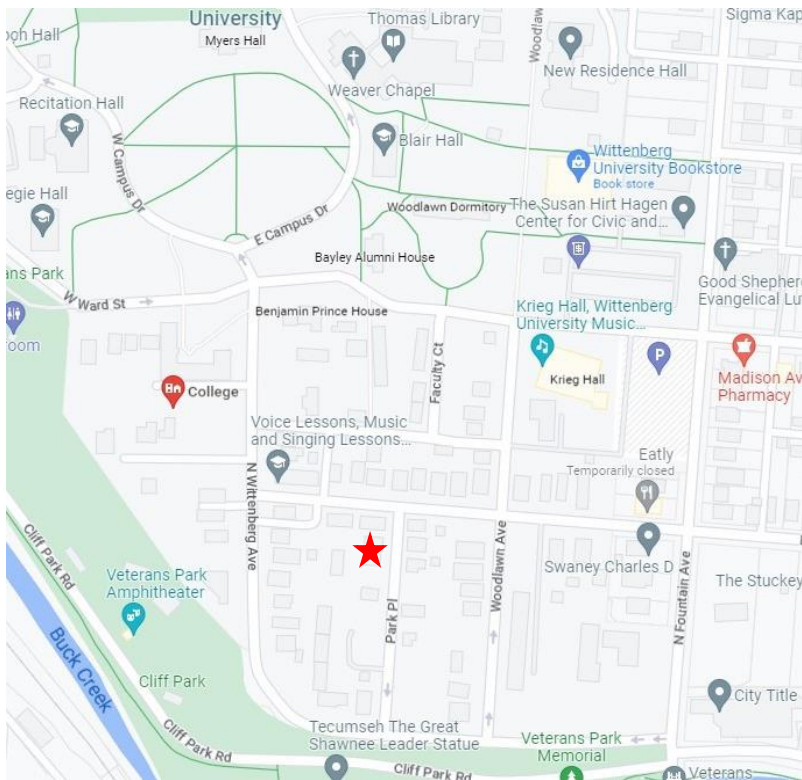 University
Myers Hall
Thomas Library
Woodlawn
Sigma Kap
och Hall
Weaver Chapel
New Residence Hall
Recitation Hall
W Campus Dr
Blair Hall
Wittenberg
University Bookstore
Book store
egie Hall
Woodlawn Dormitory
The Susan Hirt Hagen
Center for Civic and...
E Campus Dr
Bayley Alumni House
ans Park
Good Shephe
Evangelical Lu
W Ward St
Benjamin Prince House
Krieg Hall, Wittenberg
University Music...
room
Faculty Ct
P
Krieg Hall
Madison Av
Pharmacy
College
Voice Lessons, Music
and Singing Lessons...
Eatly
Temporarily closed
N Wittenberg Ave
Cliff Park Rd
Woodlawn Ave
Swaney Charles D
Veterans Park
Amphitheater
The Stuckey
N Fountain Ave
Park Pl
Buck Creek
Cliff Park
City Title
Tecumseh The Great
Shawnee Leader Statue
Cliff Park Rd
Veterans Park
Memorial
Cliff Park Rd
Veterans